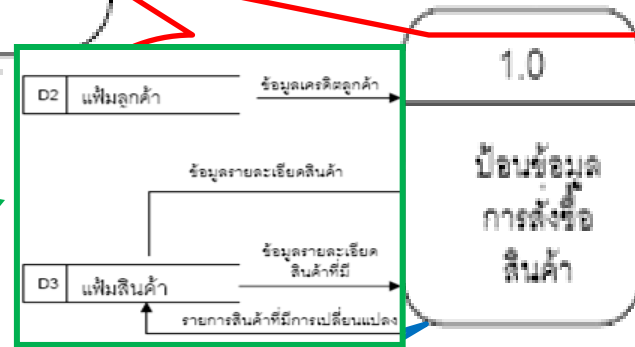 1.0
ป้อนข้อมูล
การสั่งซื้อ
สินค้า
D2 แฟ้มลูกค้า
ข้อมูลเครดิตลูกค้า
ข้อมูลรายละเอียดสินค้า
ข้อมูลรายละเอียด
สินค้าที่มี
D3 แฟ้มสินค้า
รายการสินค้าที่มีการเปลี่ยนแปลง